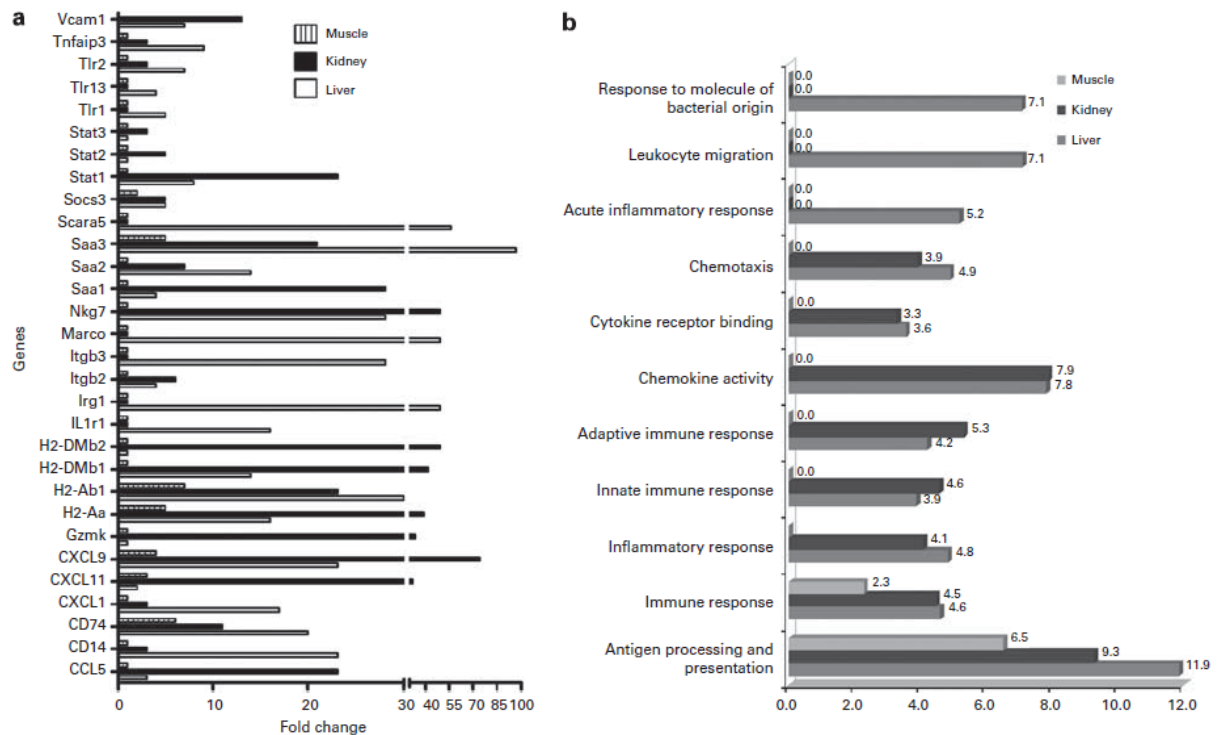 a
Vcam1
Tnfaip3
Tlr2
Tlr13
Tlr1
Stat3
Stat2
Stat1
Socs3
Scara5
Saa3
Saa2
Saa1
Nkg7
Marco
Itgb3
Itgb2
Irg1
IL1r1
H2-DMb2
H2-DMb1
H2-Ab1
H2-Aa
Gzmk
CXCL9
CXCL11
CXCL1
CD74
CD14
CCL5
Genes
Muscle
Kidney
Liver
0 10 20 30 40 55 70 85 100
Fold change
b
Muscle
Kidney
Liver
Response to molecule of
bacterial origin
0.0
0.0
7.1
Leukocyte migration
0.0
0.0
7.1
Acute inflammatory response
0.0
0.0
5.2
Chemotaxis
0.0
3.9
4.9
Cytokine receptor binding
0.0
3.3
3.6
Chemokine activity
0.0
7.9
7.8
Adaptive immune response
0.0
5.3
4.2
Innate immune response
0.0
4.6
3.9
Inflammatory response
4.1
4.8
Immune response
2.3
4.5
4.6
Antigen processing and
presentation
6.5
9.3
11.9
0.0 2.0 4.0 6.0 8.0 10.0 12.0